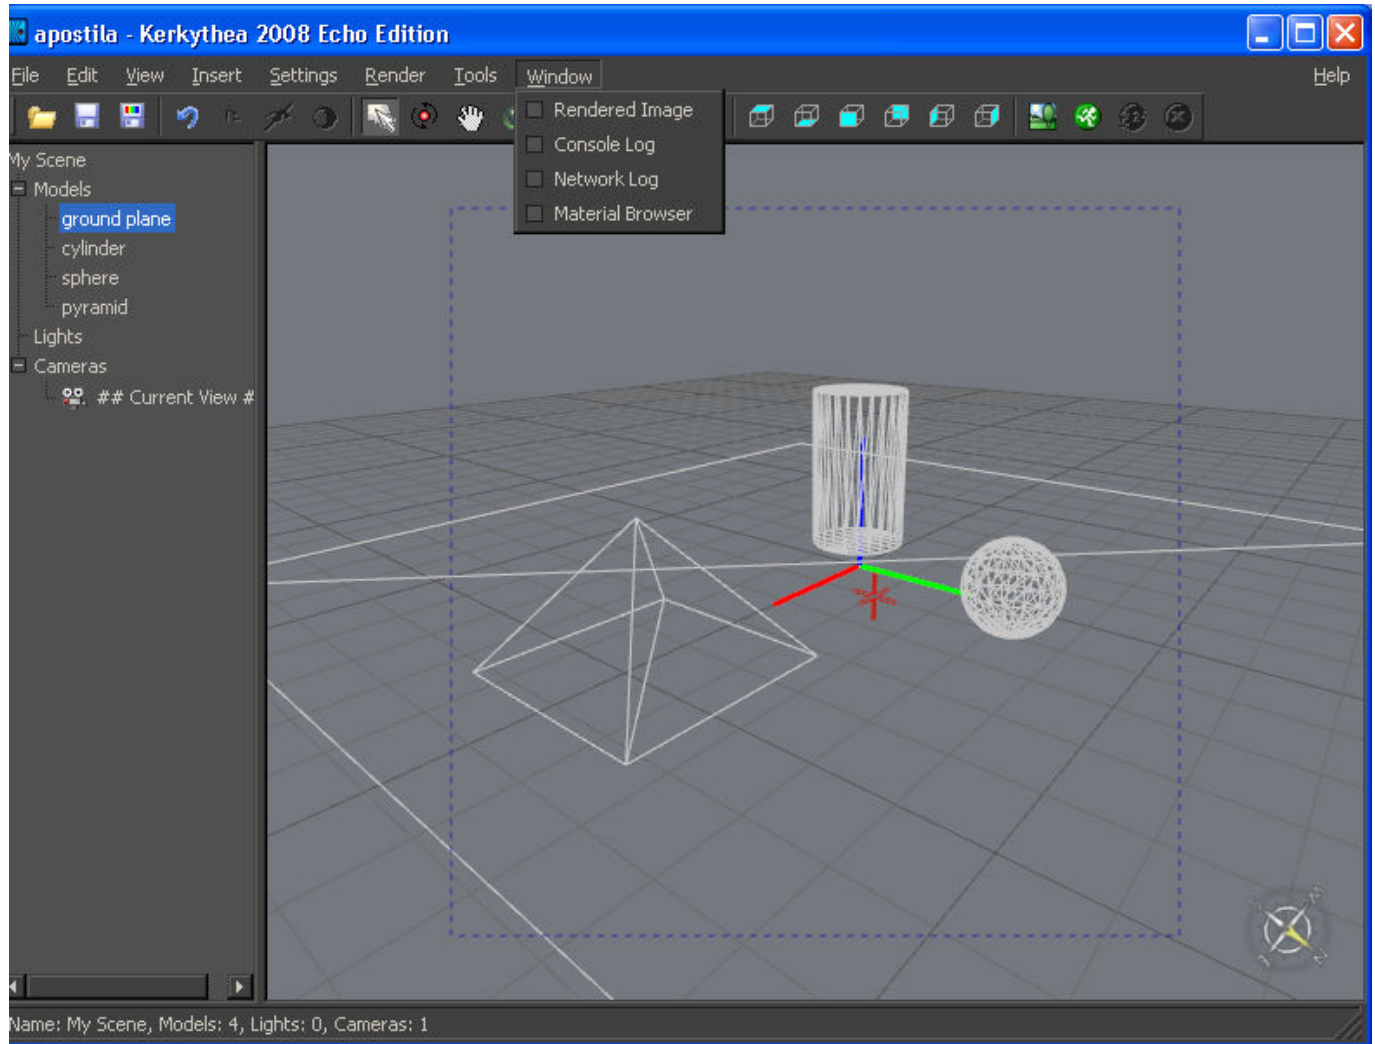 apostila - Kerkythea 2008 Echo Edition
File Edit View Insert Settings Render Tools Window Help
Rendered Image
Console Log
Network Log
Material Browser
My Scene
Models
ground plane
cylinder
sphere
pyramid
Lights
Cameras
## Current View #
Name: My Scene, Models: 4, Lights: 0, Cameras: 1